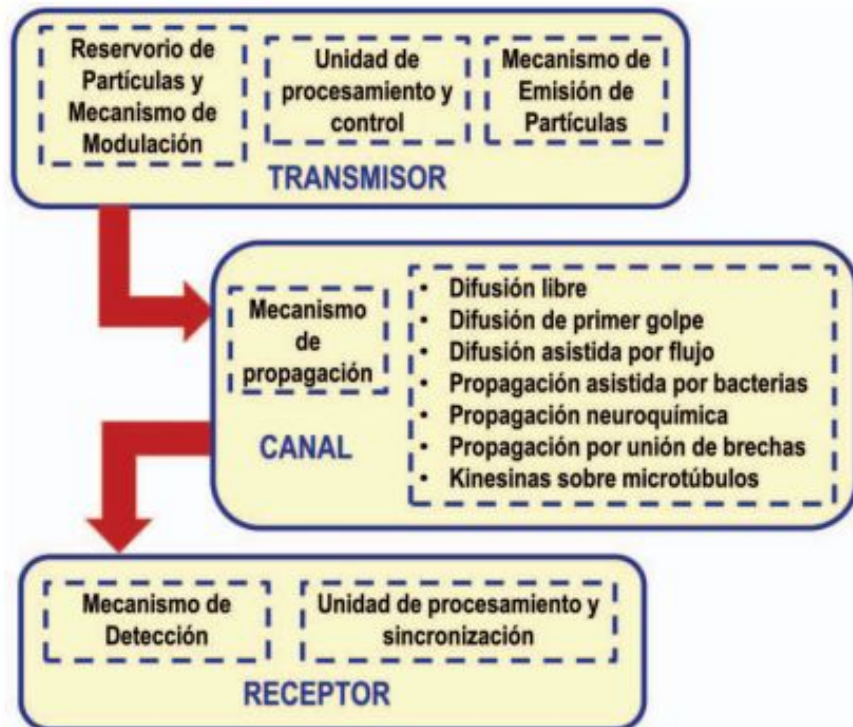 Reservorio de
Partículas y
Mecanismo de
Modulación
Unidad de
procesamiento y
control
Mecanismo de
Emisión de
Partículas
TRANSMISOR
Mecanismo
de
propagación
CANAL
• Difusión libre
• Difusión de primer golpe
• Difusión asistida por flujo
• Propagación asistida por bacterias
• Propagación neuroquímica
• Propagación por unión de brechas
• Kinesinas sobre microtúbulos
Mecanismo de
Detección
Unidad de procesamiento y
sincronización
RECEPTOR